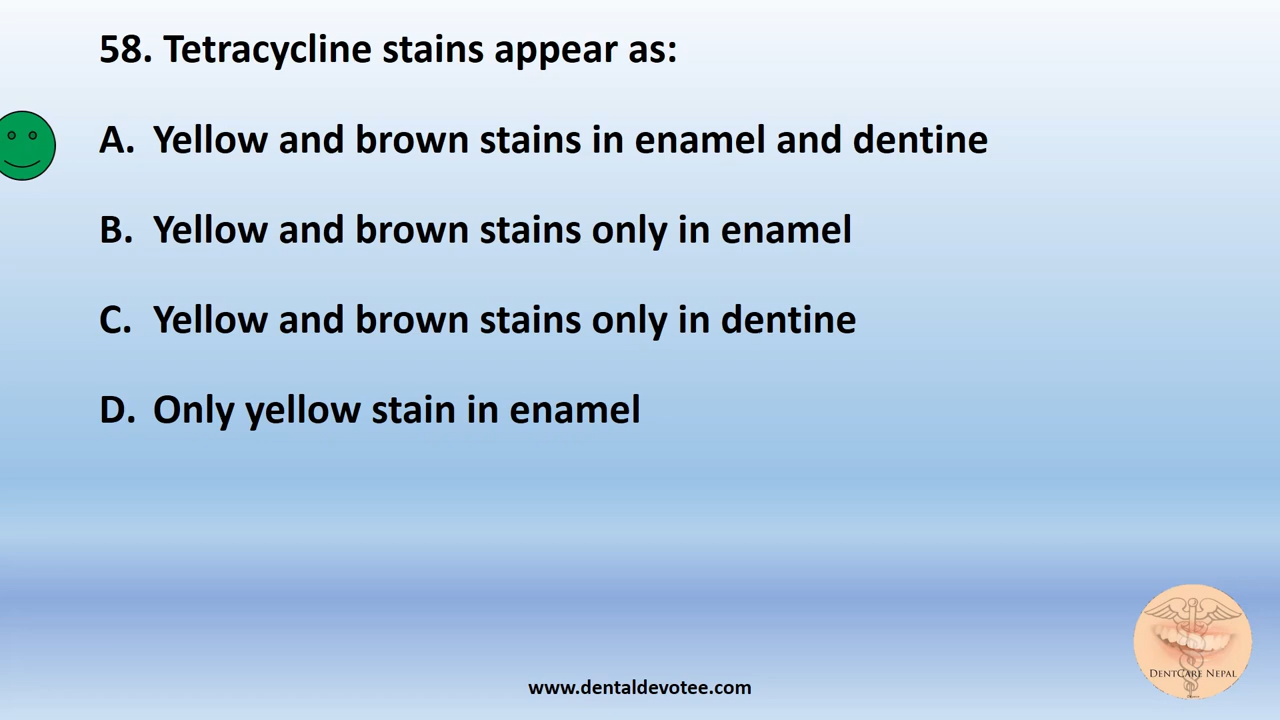 58. Tetracycline stains appear as:
A. Yellow and brown stains in enamel and dentine
B. Yellow and brown stains only in enamel
C. Yellow and brown stains only in dentine
D. Only yellow stain in enamel
DENTCARE NEPAL
www.dentaldevotee.com